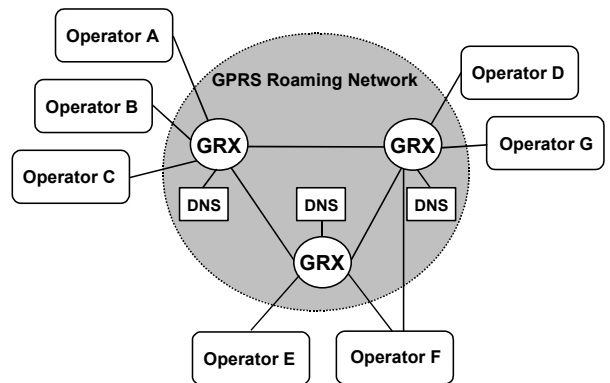 Operator A
GPRS Roaming Network
Operator D
Operator B
GRX
GRX
Operator G
Operator C
DNS
DNS
DNS
GRX
Operator E
Operator F